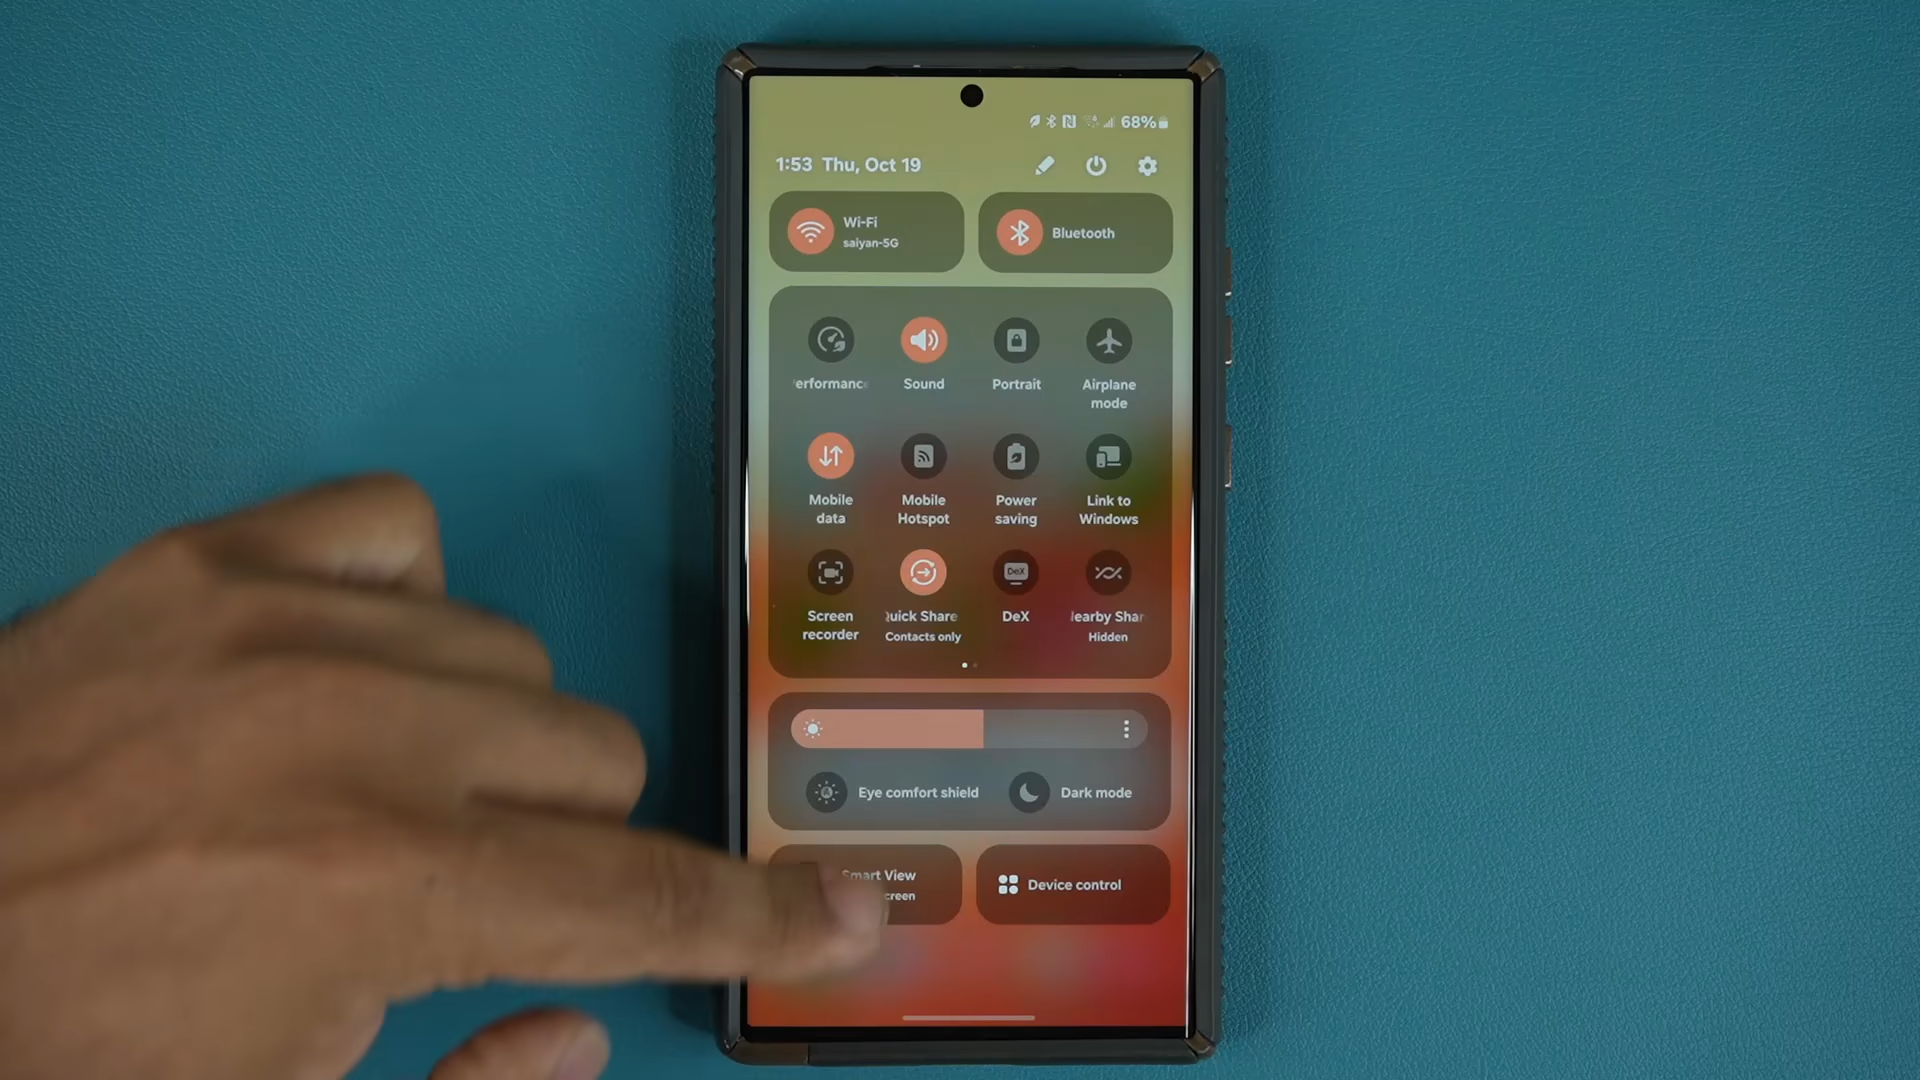 68%
1:53 Thu, Oct 19
Wi-Fi
saiyan-5G
Bluetooth
erformanc
Sound
Portrait
Airplane
mode
Mobile
data
Mobile
Hotspot
Power
saving
Link to
Windows
Screen
recorder
uick Share
Contacts only
DeX
DeX
earby Shar
Hidden
Eye comfort shield
Dark mode
Smart View
creen
Device control